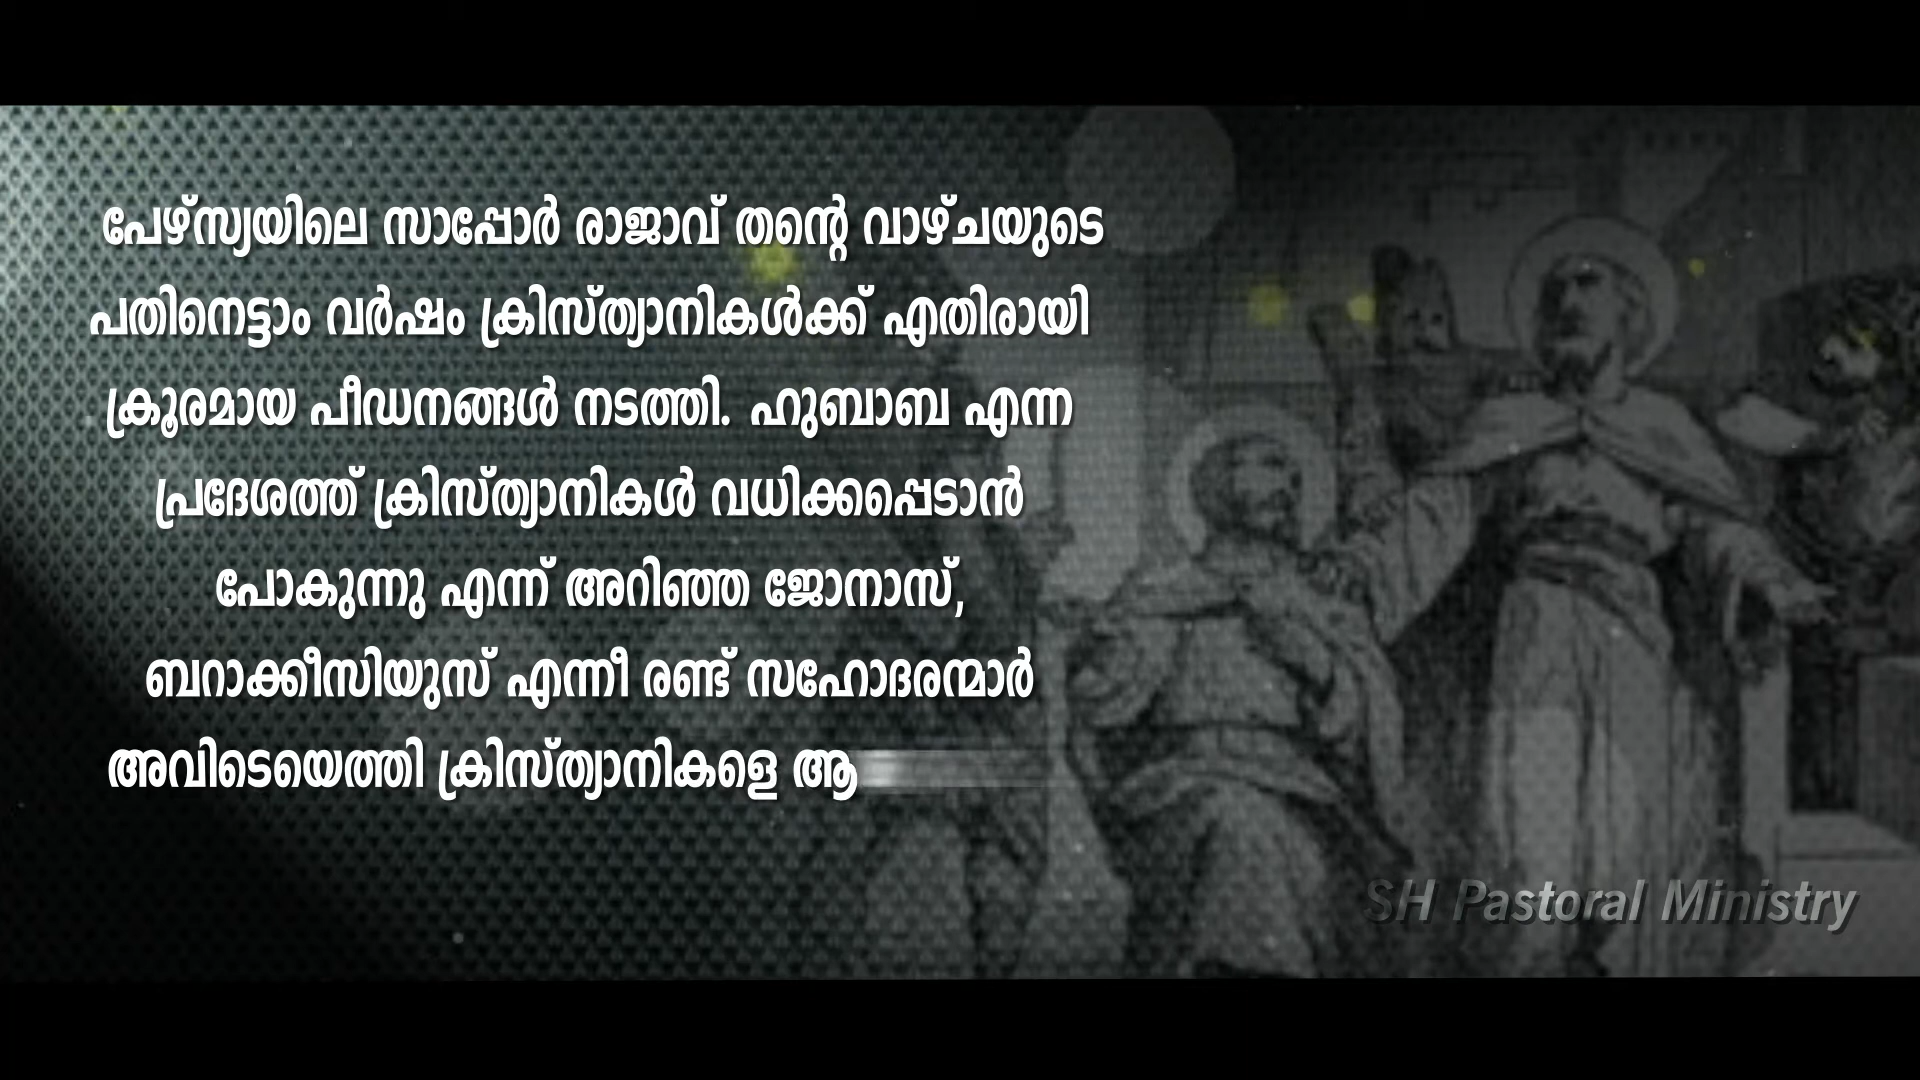 പേഴ്സ്യയിലെ സാപ്പോർ രാജാവ് തന്റെ വാഴ്ചയുടെ
പതിനെട്ടാം വർഷം ക്രിസ്ത്യാനികൾക്ക് എതിരായി
ക്രൂരമായ പീഡനങ്ങൾ നടത്തി. ഹുബാബ എന്ന
പ്രദേശത്ത് ക്രിസ്ത്യാനികൾ വധിക്കപ്പെടാൻ
പോകുന്നു എന്ന് അറിഞ്ഞ ജോനാസ്,
ബറാക്കീസിയുസ് എന്നീ രണ്ട് സഹോദരന്മാർ
അവിടെയെത്തി ക്രിസ്ത്യാനികളെ ആ
SH Pastoral Ministry